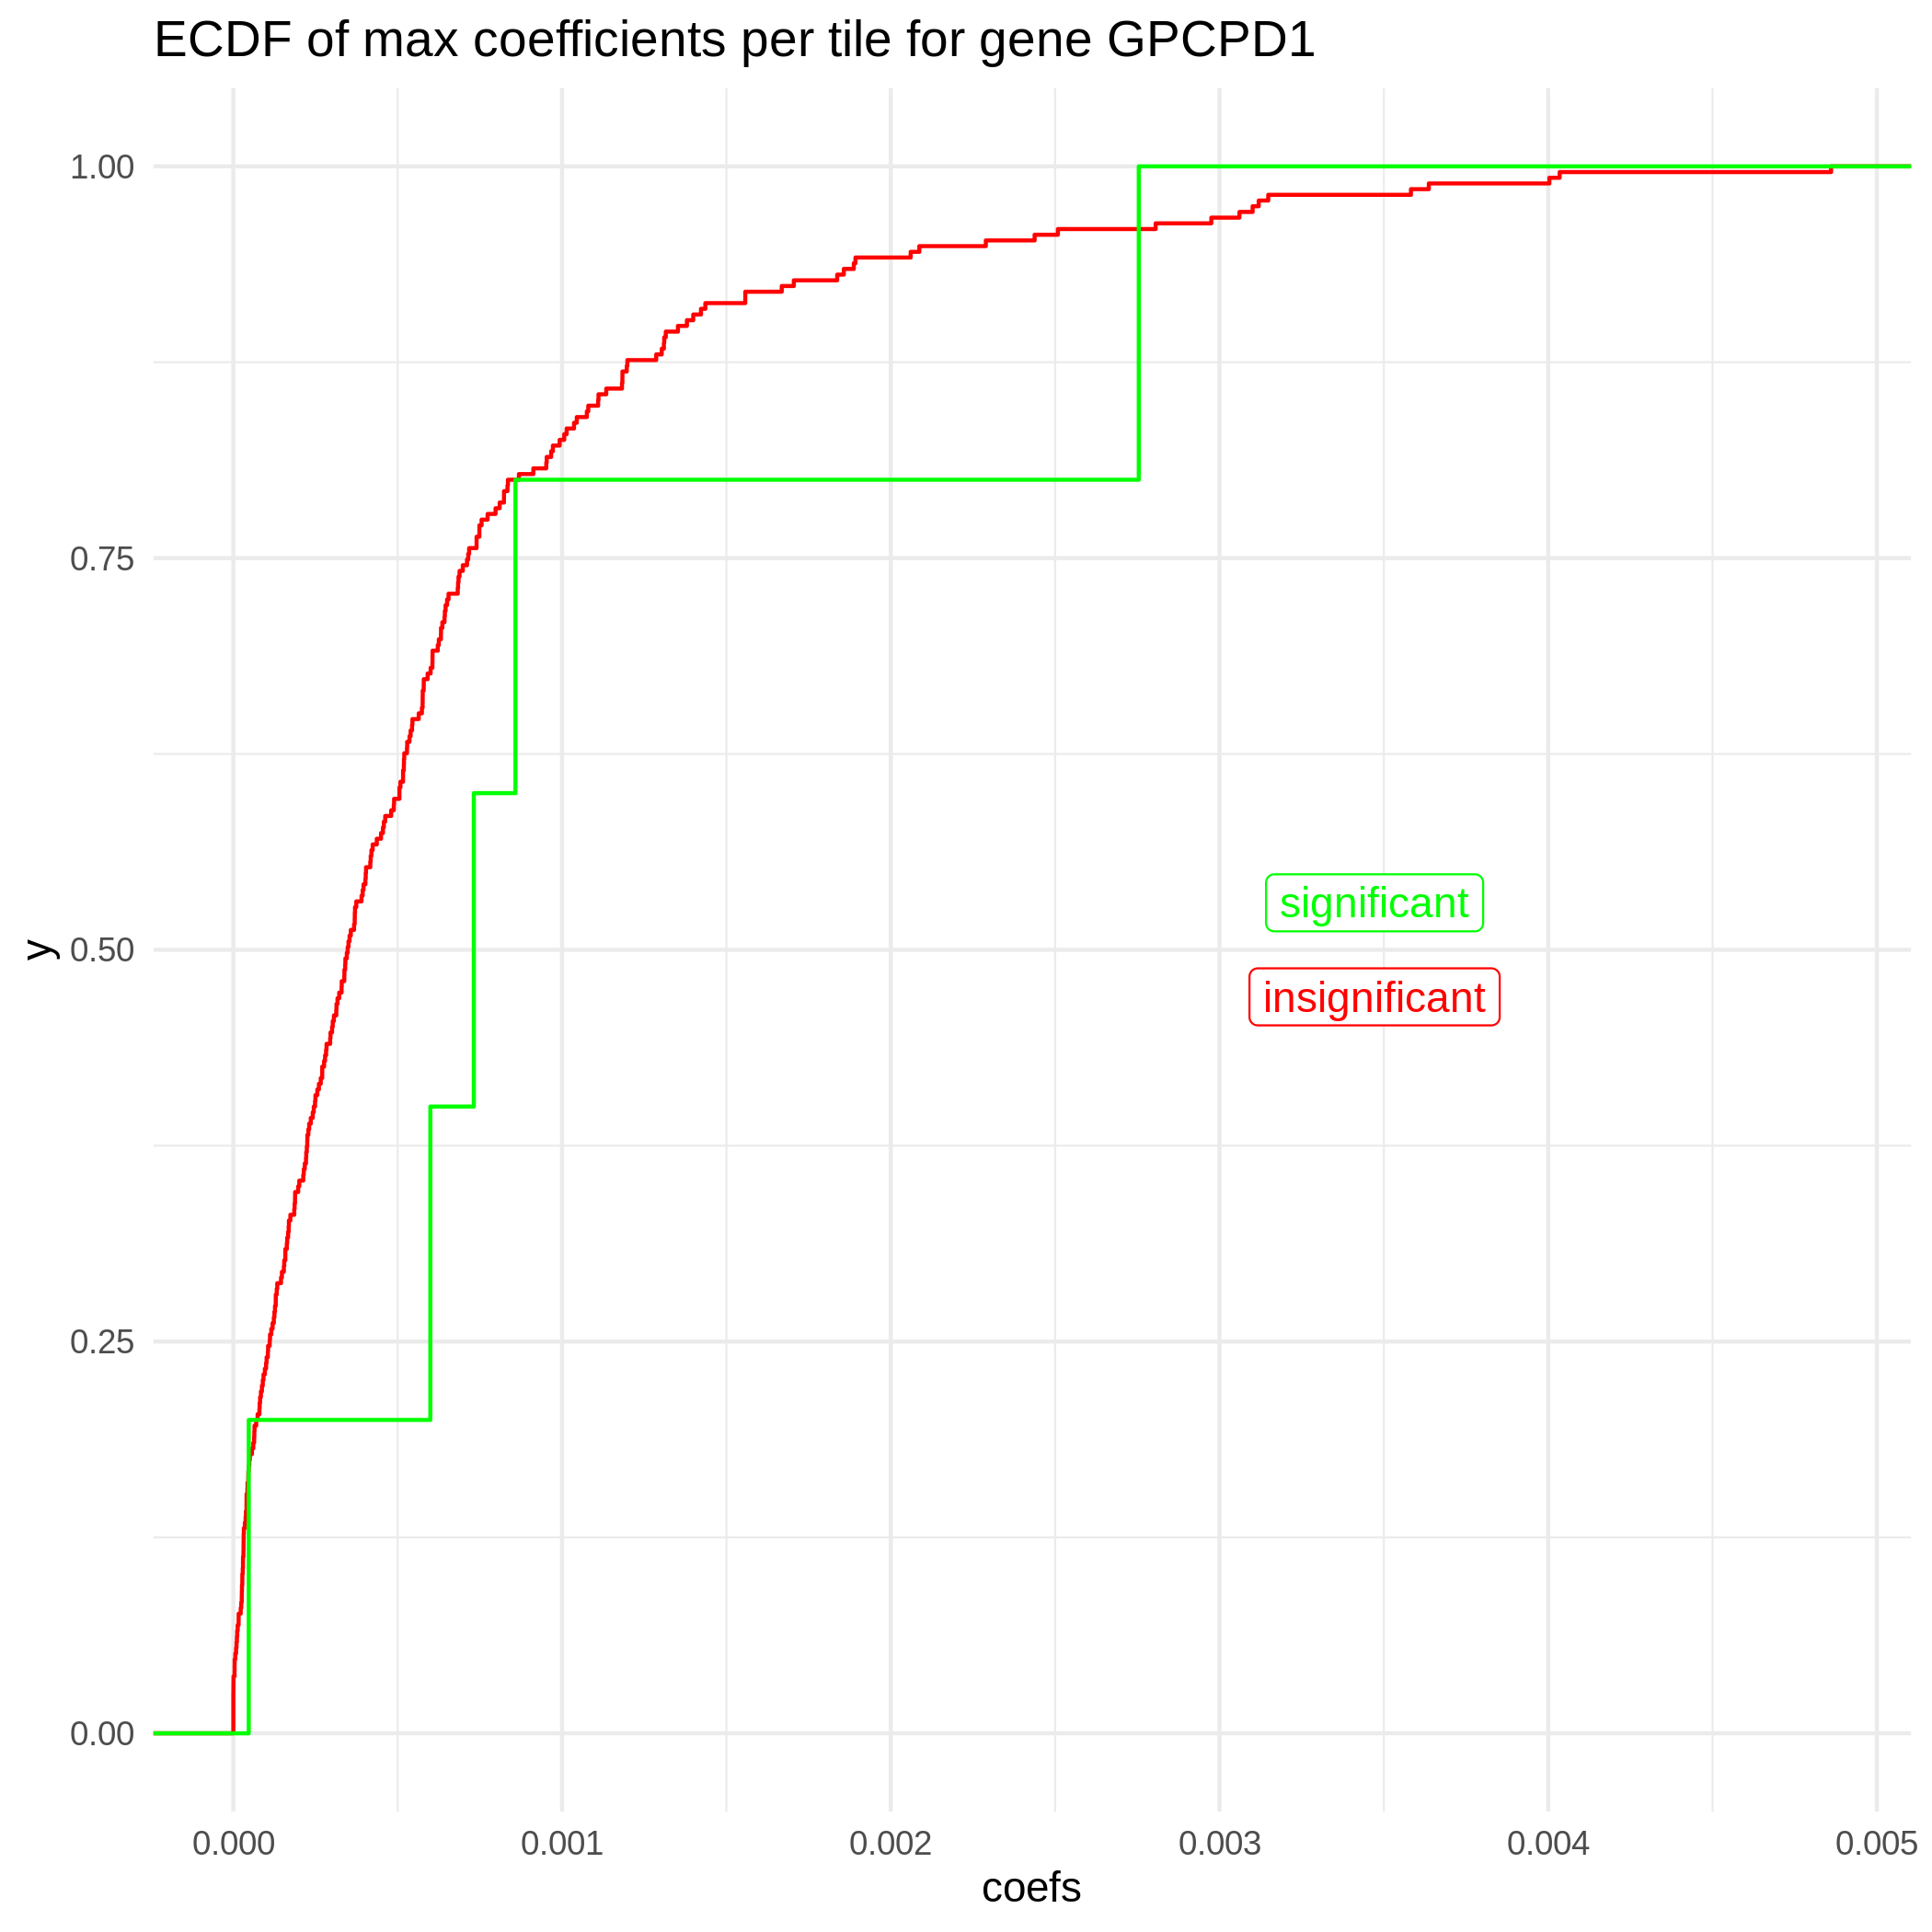 ECDF of max coefficients per tile for gene GPCPD1
1.00
0.75
0.50
0.25
0.00
y
significant
insignificant
0.000 0.001 0.002 0.003 0.004 0.005
coefs